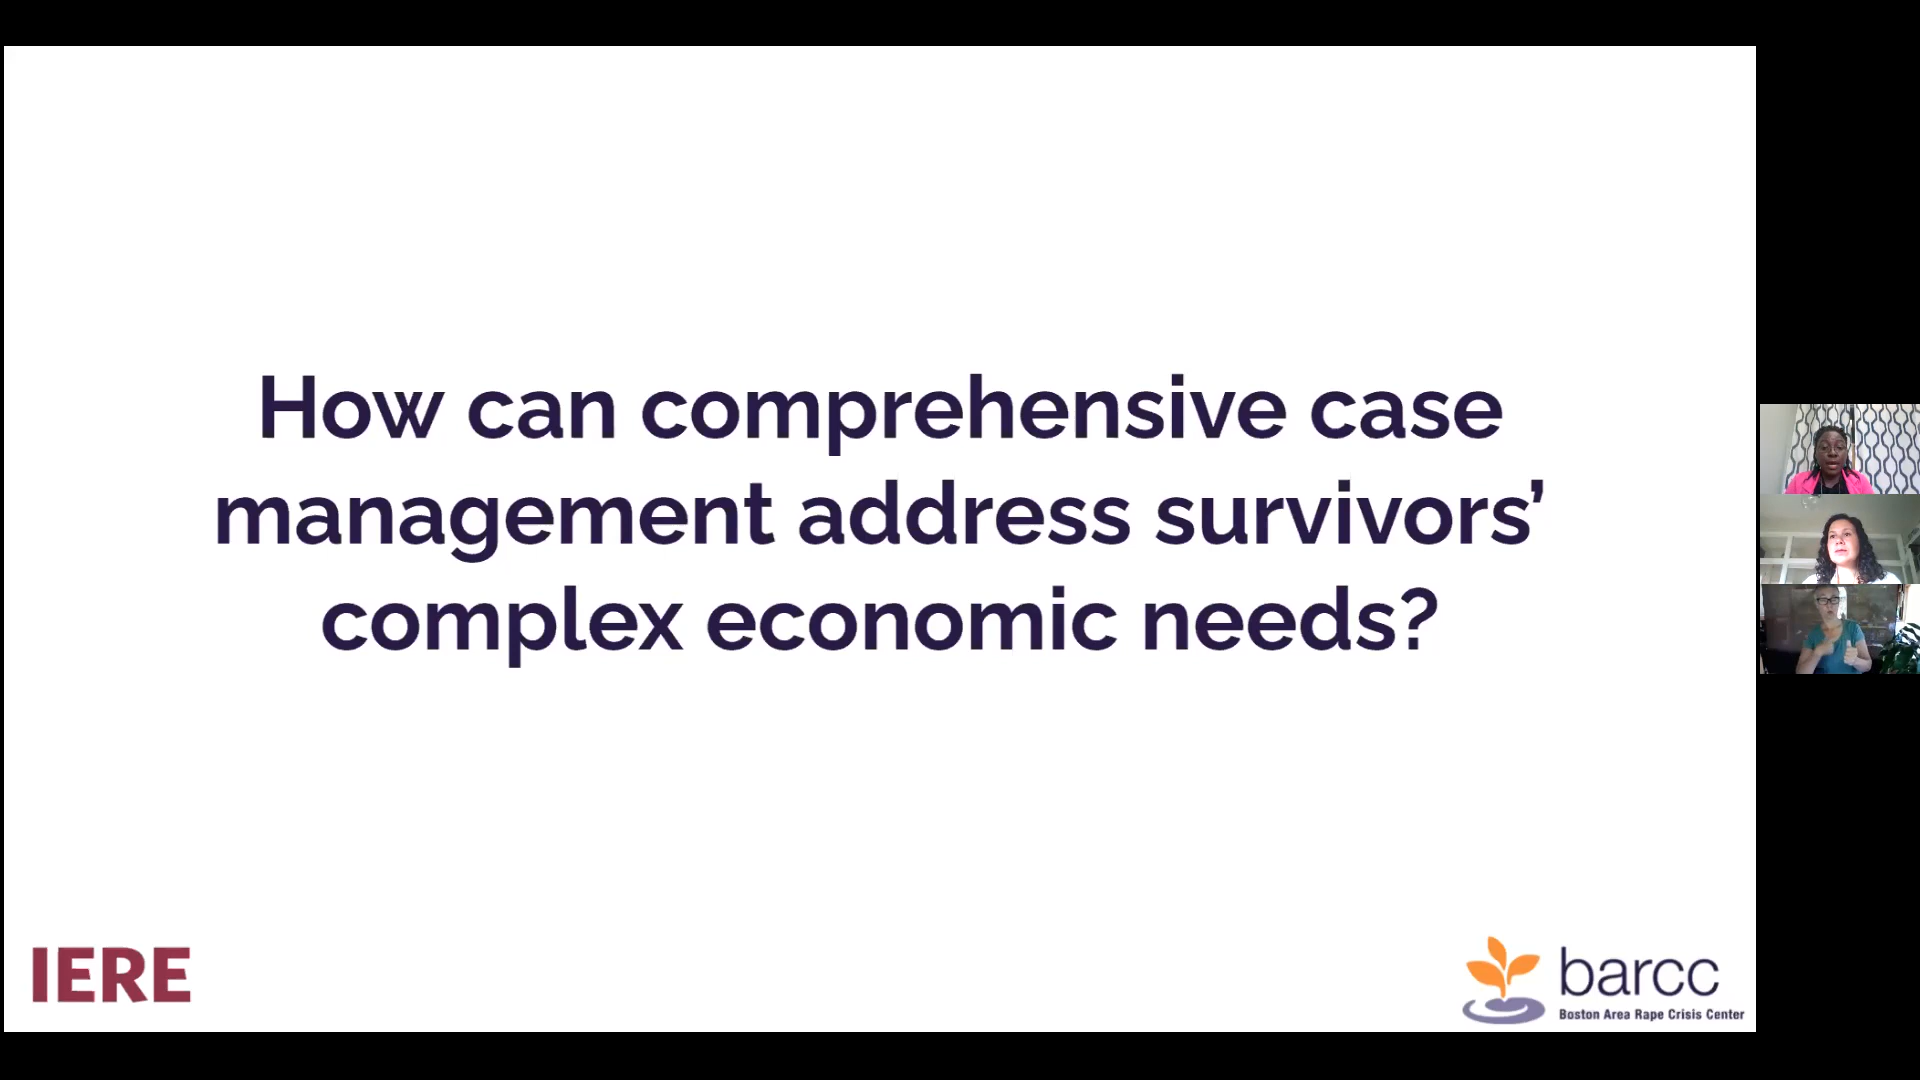 How can comprehensive case
management address survivors’
complex economic needs?
IERE
barcc
Boston Area Rape Crisis Center